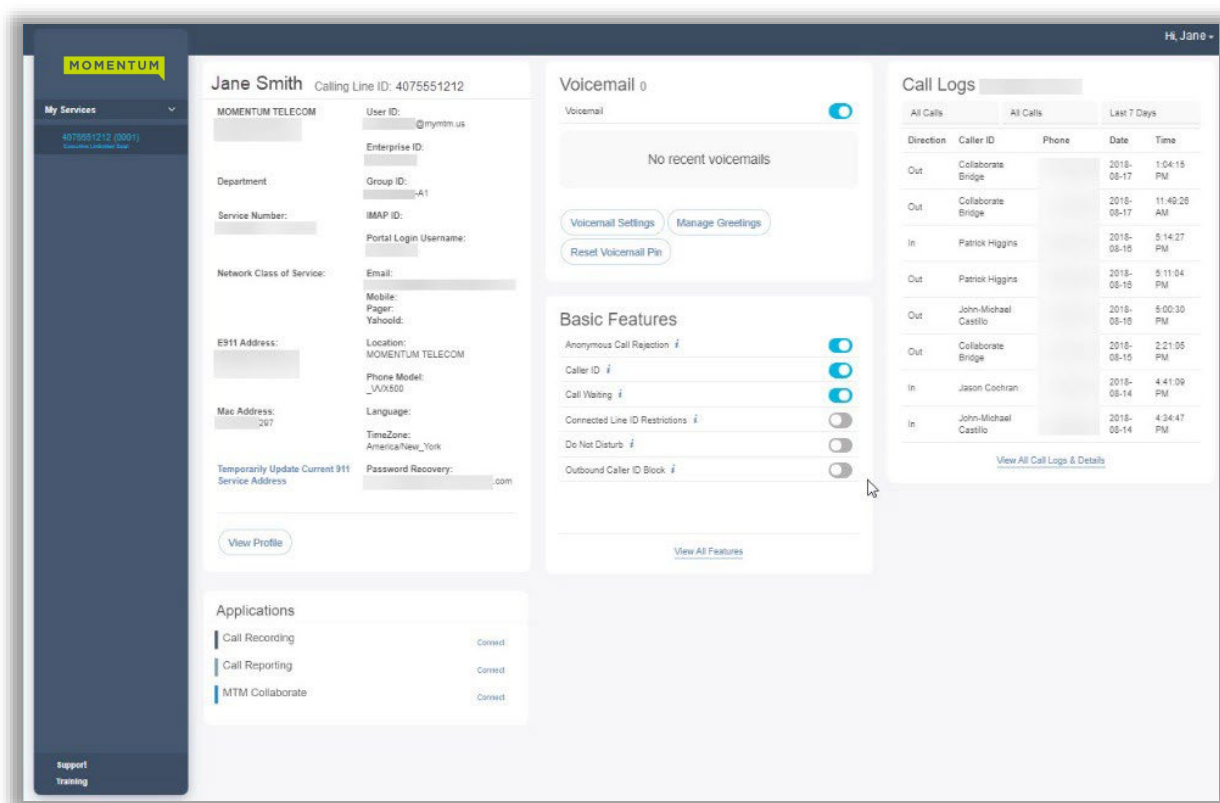 Hi, Jane
MOMENTUM
My Services
4075551212 (0001)
Executive Unlimited Seat
Support
Training
Jane Smith Calling Line ID: 4075551212
MOMENTUM TELECOM
User ID:
@mymtm.us
Enterprise ID:
Department
Group ID:
-A1
Service Number:
IMAP ID:
Portal Login Username:
Network Class of Service:
Email:
Mobile:
Pager:
YahooId:
E911 Address:
Location:
MOMENTUM TELECOM
Phone Model:
_VVX500
Mac Address:
297
Language:
TimeZone:
America/New_York
Temporarily Update Current 911
Service Address
Password Recovery:
.com
View Profile
Applications
Call Recording Connect
Call Reporting Connect
MTM Collaborate Connect
Voicemail 0
Voicemail
No recent voicemails
Voicemail Settings Manage Greetings
Reset Voicemail Pin
Basic Features
Anonymous Call Rejection i
Caller ID i
Call Waiting i
Connected Line ID Restrictions i
Do Not Disturb i
Outbound Caller ID Block i
View All Features
Call Logs
All Calls All Calls Last 7 Days
Direction Caller ID Phone Date Time
Out Collaborate Bridge 2018-08-17 1:04:15 PM
Out Collaborate Bridge 2018-08-17 11:49:26 AM
In Patrick Higgins 2018-08-16 5:14:27 PM
Out Patrick Higgins 2018-08-16 5:11:04 PM
Out John-Michael Castillo 2018-08-16 5:00:30 PM
Out Collaborate Bridge 2018-08-15 2:21:05 PM
In Jason Cochran 2018-08-14 4:41:09 PM
In John-Michael Castillo 2018-08-14 4:34:47 PM
View All Call Logs & Details